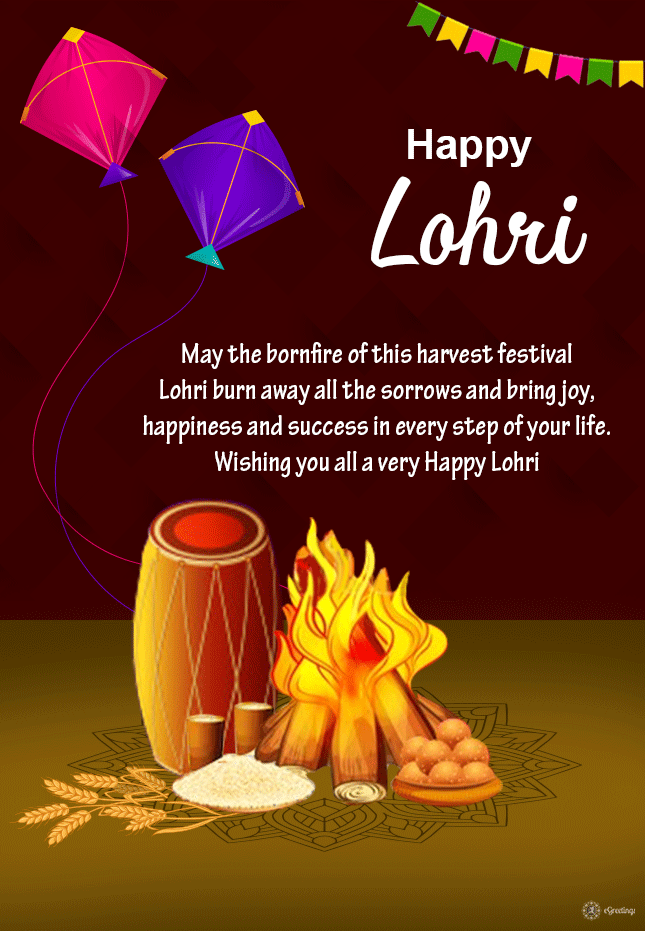 Happy
Lohri
May the bornfire of this harvest festival
Lohri burn away all the sorrows and bring joy,
happiness and success in every step of your life.
Wishing you all a very Happy Lohri
eGreetings